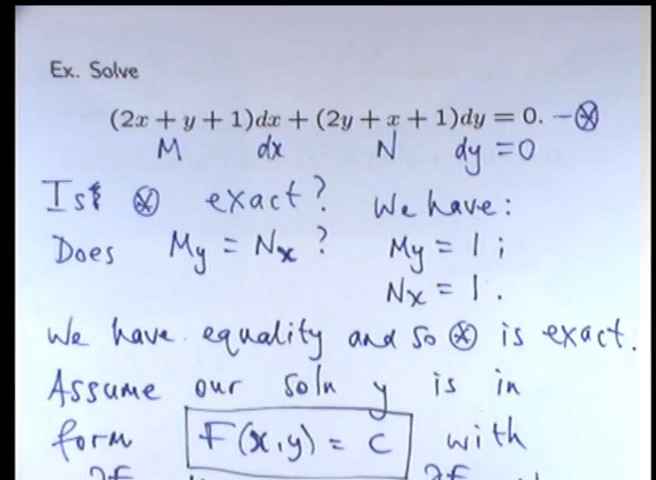 Ex. Solve
(2x + y + 1)dx + (2y + x + 1)dy = 0. — ⊗
M dx N dy = 0
Is ⊗ exact? We have:
Does My = Nx ? My = 1 ;
Nx = 1 .
We have equality and so ⊗ is exact.
Assume our soln y is in
form F(x,y) = c with